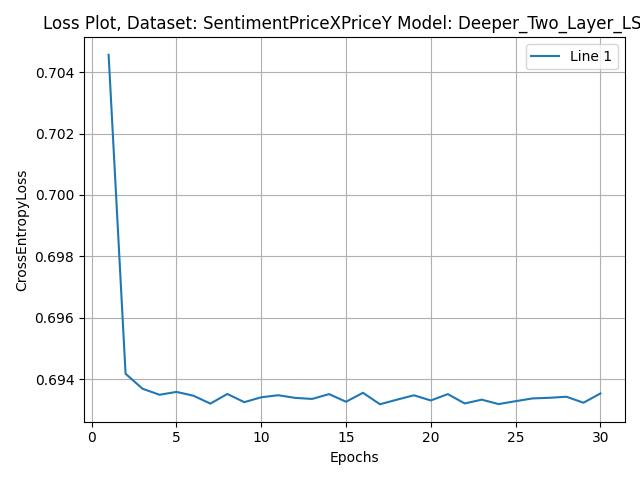 Loss Plot, Dataset: SentimentPriceXPriceY Model: Deeper_Two_Layer_LS
Line 1
CrossEntropyLoss
0.704
0.702
0.700
0.698
0.696
0.694
0 5 10 15 20 25 30
Epochs